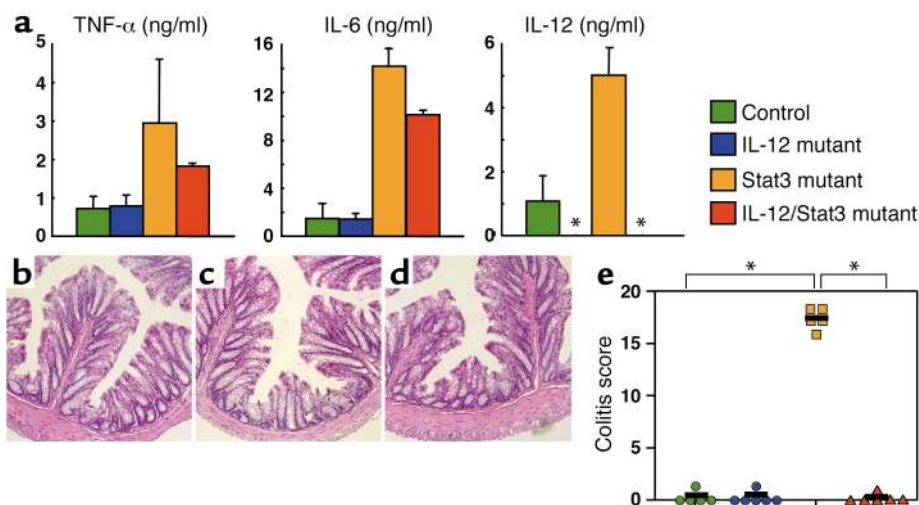 a
TNF-α (ng/ml)
IL-6 (ng/ml)
IL-12 (ng/ml)
5
4
3
2
1
0
16
12
8
4
0
6
4
2
0
*
*
Control
IL-12 mutant
Stat3 mutant
IL-12/Stat3 mutant
b
c
d
e
*
*
20
15
10
5
0
Colitis score